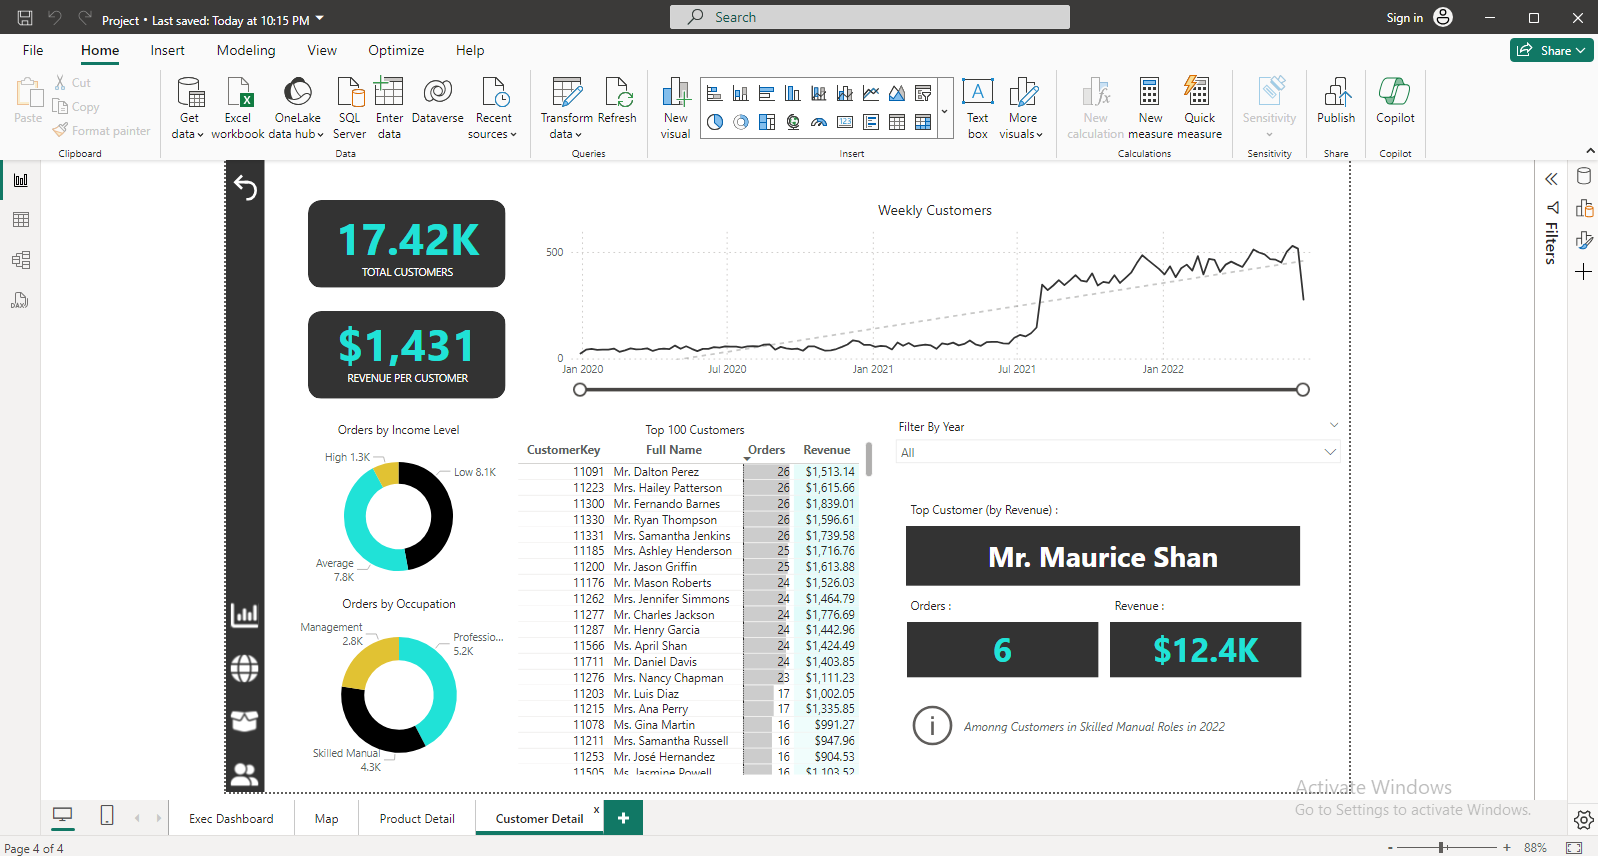 Project • Last saved: Today at 10:15 PM
Search
Sign in
File Home Insert Modeling View Optimize Help
Share
Paste
Cut
Copy
Format painter
Clipboard
Get data
Excel workbook
OneLake data hub
SQL Server
Enter data
Dataverse
Recent sources
Data
Transform data
Refresh
Queries
New visual
Text box
More visuals
Insert
New calculation
New measure
Quick measure
Calculations
Sensitivity
Sensitivity
Publish
Share
Copilot
Copilot
DAX
123
Filters
17.42K
TOTAL CUSTOMERS
$1,431
REVENUE PER CUSTOMER
Weekly Customers
500
0
Jan 2020 Jul 2020 Jan 2021 Jul 2021 Jan 2022
Orders by Income Level
High 1.3K
Low 8.1K
Average
7.8K
Orders by Occupation
Management
2.8K
Professio...
5.2K
Skilled Manual
4.3K
Top 100 Customers
CustomerKey Full Name Orders Revenue
11091 Mr. Dalton Perez 26 $1,513.14
11223 Mrs. Hailey Patterson 26 $1,615.66
11300 Mr. Fernando Barnes 26 $1,839.01
11330 Mr. Ryan Thompson 26 $1,596.61
11331 Mrs. Samantha Jenkins 26 $1,739.58
11185 Mrs. Ashley Henderson 25 $1,716.76
11200 Mr. Jason Griffin 25 $1,613.88
11176 Mr. Mason Roberts 24 $1,526.03
11262 Mrs. Jennifer Simmons 24 $1,464.79
11277 Mr. Charles Jackson 24 $1,776.69
11287 Mr. Henry Garcia 24 $1,442.96
11566 Ms. April Shan 24 $1,424.49
11711 Mr. Daniel Davis 24 $1,403.85
11276 Mrs. Nancy Chapman 23 $1,111.23
11203 Mr. Luis Diaz 17 $1,002.05
11215 Mrs. Ana Perry 17 $1,335.85
11078 Ms. Gina Martin 16 $991.27
11211 Mrs. Samantha Russell 16 $947.96
11253 Mr. José Hernandez 16 $904.53
11505 Ms. Jasmine Powell 16 $1,103.52
Filter By Year
All
Top Customer (by Revenue) :
Mr. Maurice Shan
Orders :
6
Revenue :
$12.4K
Amonng Customers in Skilled Manual Roles in 2022
Activate Windows
Go to Settings to activate Windows.
Exec Dashboard Map Product Detail Customer Detail x +
Page 4 of 4
- + 88%